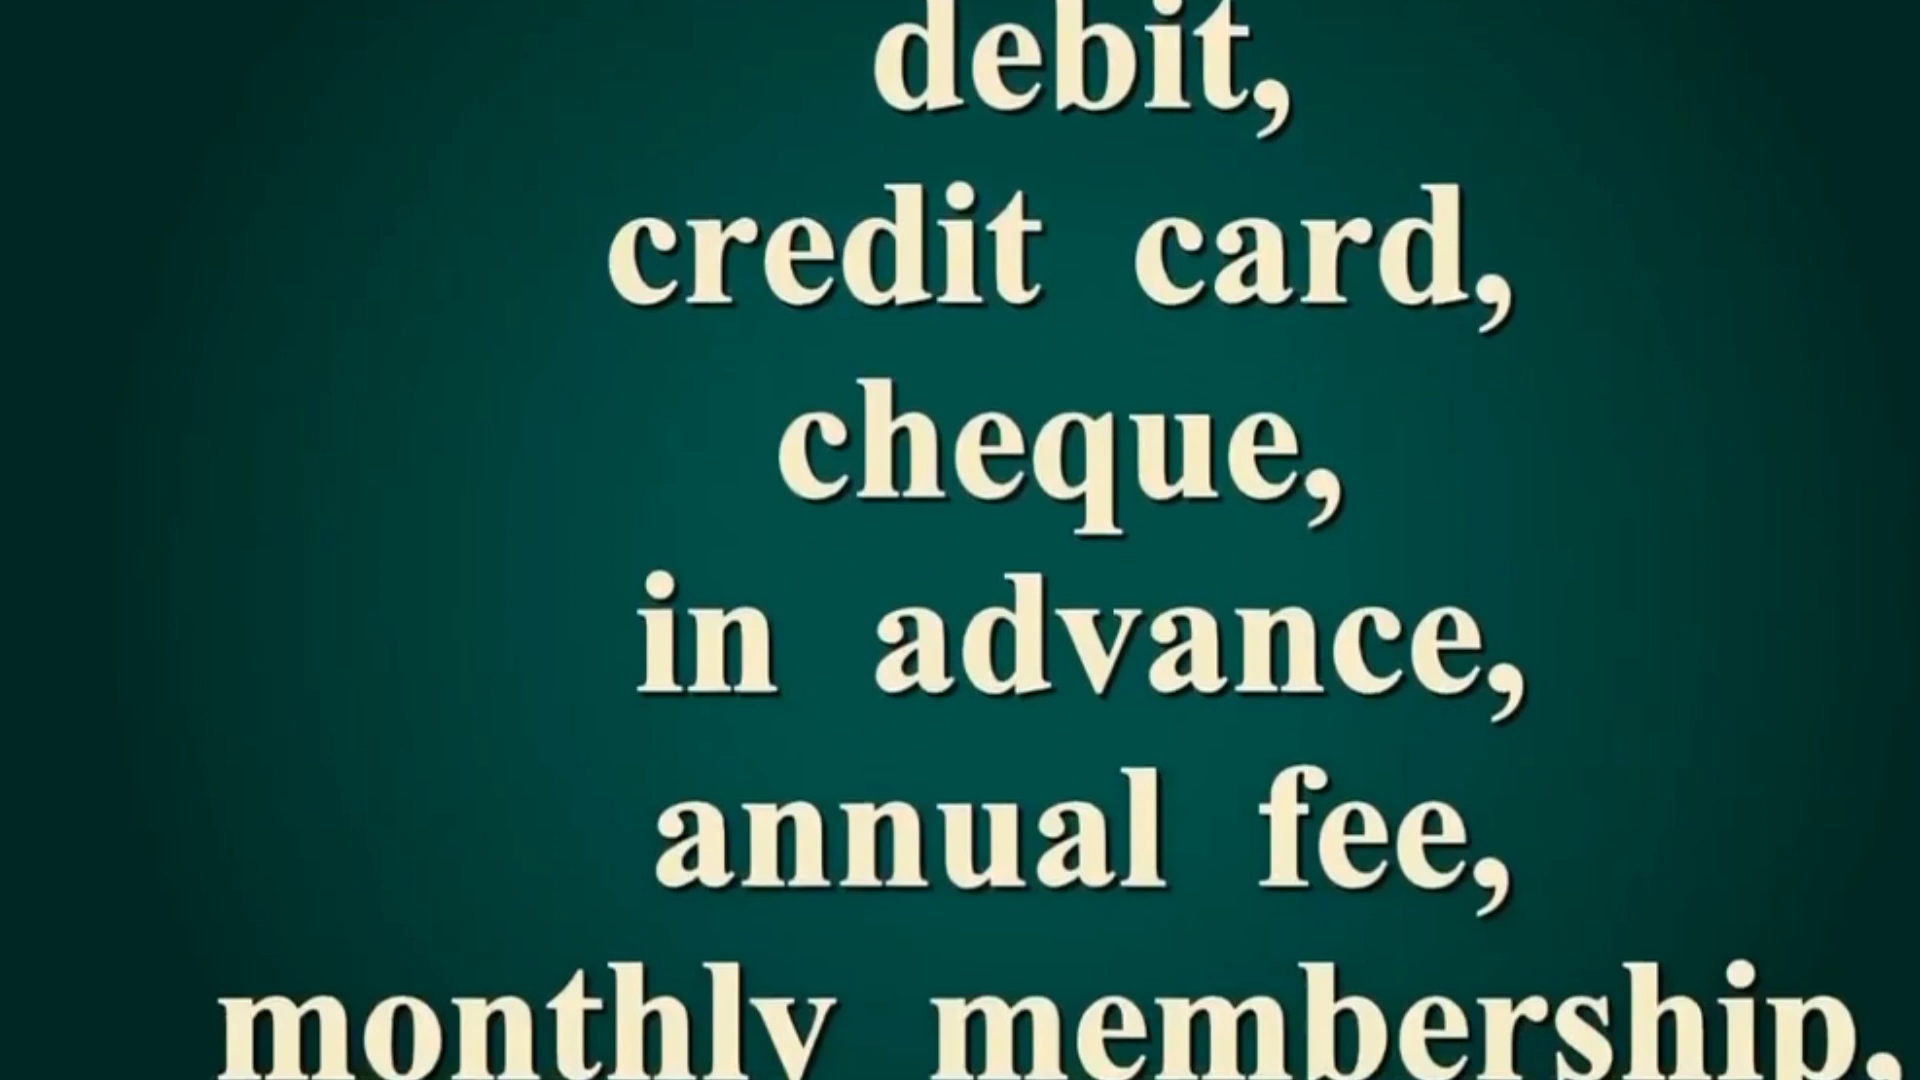 debit,
credit card,
cheque,
in advance,
annual fee,
monthly membership,